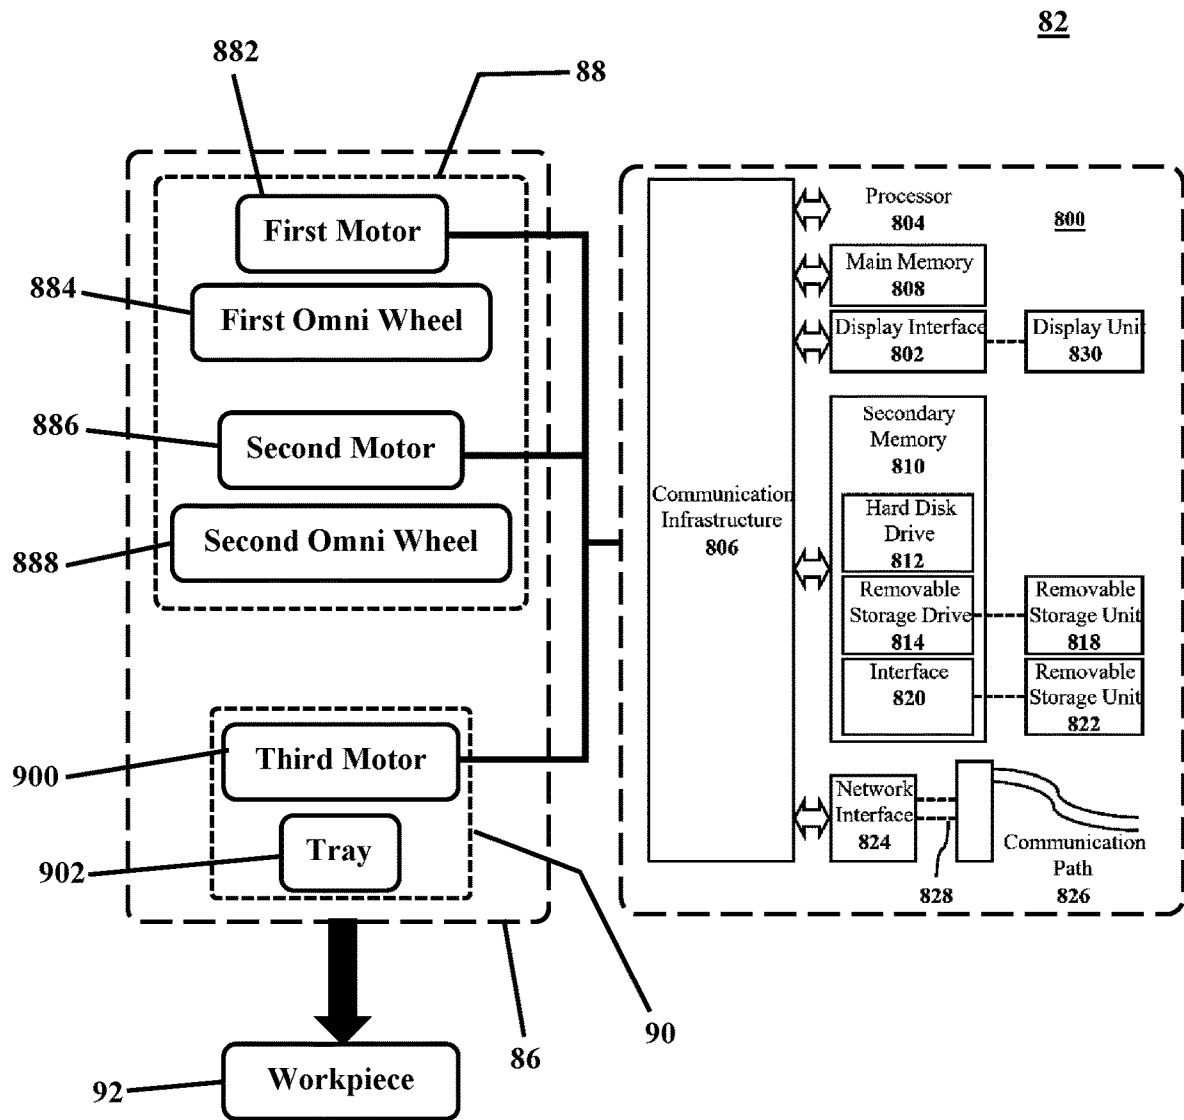 82
882
88
First Motor
884
First Omni Wheel
886
Second Motor
888
Second Omni Wheel
900
Third Motor
902
Tray
90
86
92
Workpiece
Communication
Infrastructure
806
Processor
804
800
Main Memory
808
Display Interface
802
Display Unit
830
Secondary
Memory
810
Hard Disk
Drive
812
Removable
Storage Drive
814
Removable
Storage Unit
818
Interface
820
Removable
Storage Unit
822
Network
Interface
824
828
Communication
Path
826